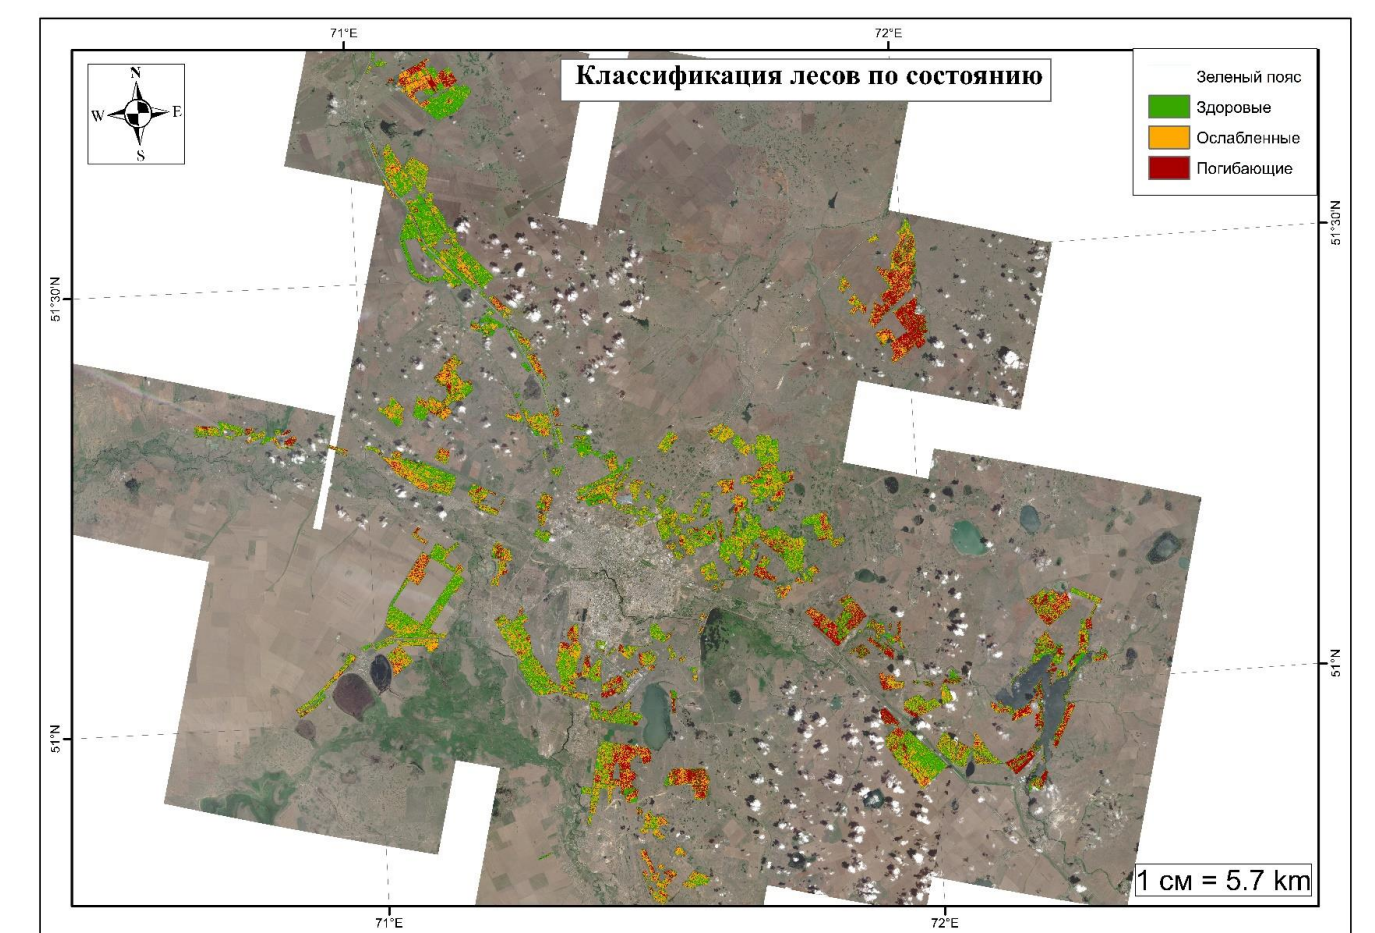 71°E
72°E
N
W
E
S
Классификация лесов по состоянию
Зеленый пояс
Здоровые
Ослабленные
Погибающие
51°30'N
51°30'N
51°N
51°N
1 см = 5.7 km
71°E
72°E